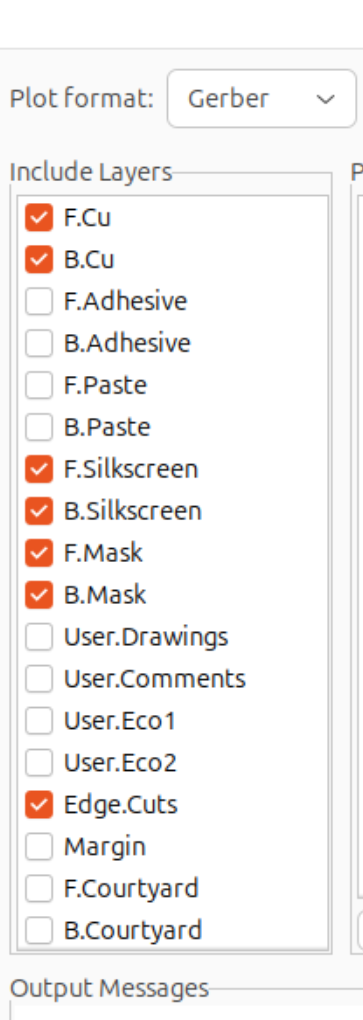 Plot format: Gerber
Include Layers
P
F.Cu
B.Cu
F.Adhesive
B.Adhesive
F.Paste
B.Paste
F.Silkscreen
B.Silkscreen
F.Mask
B.Mask
User.Drawings
User.Comments
User.Eco1
User.Eco2
Edge.Cuts
Margin
F.Courtyard
B.Courtyard
Output Messages